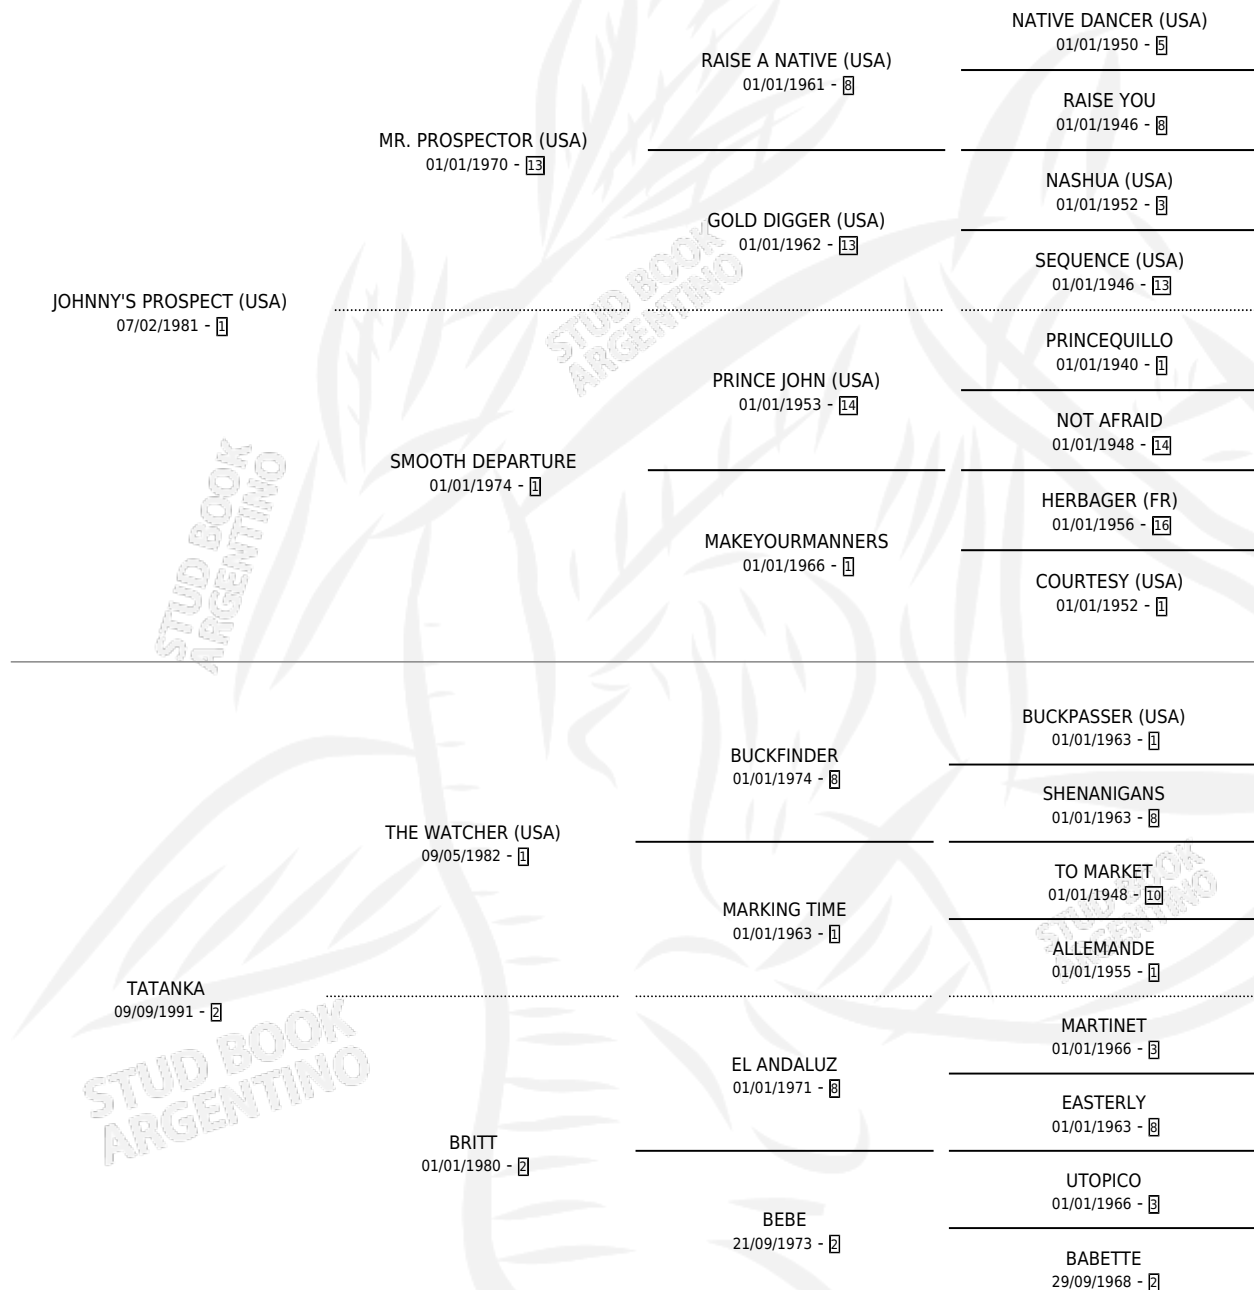 NATIVE DANCER (USA)
01/01/1950 - 5
RAISE A NATIVE (USA)
01/01/1961 - 8
RAISE YOU
01/01/1946 - 8
MR. PROSPECTOR (USA)
01/01/1970 - 13
NASHUA (USA)
01/01/1952 - 3
GOLD DIGGER (USA)
01/01/1962 - 13
SEQUENCE (USA)
01/01/1946 - 13
JOHNNY'S PROSPECT (USA)
07/02/1981 - 1
STUD BOOK
ARGENTINO
PRINCEQUILLO
01/01/1940 - 1
PRINCE JOHN (USA)
01/01/1953 - 14
NOT AFRAID
01/01/1948 - 14
SMOOTH DEPARTURE
01/01/1974 - 1
HERBAGER (FR)
01/01/1956 - 16
MAKEYOURMANNERS
01/01/1966 - 1
COURTESY (USA)
01/01/1952 - 1
STUD BOOK
ARGENTINO
BUCKPASSER (USA)
01/01/1963 - 1
BUCKFINDER
01/01/1974 - 8
SHENANIGANS
01/01/1963 - 8
THE WATCHER (USA)
09/05/1982 - 1
TO MARKET
01/01/1948 - 10
MARKING TIME
01/01/1963 - 1
STUD BOOK
ARGENTINO
ALLEMANDE
01/01/1955 - 1
TATANKA
09/09/1991 - 2
MARTINET
01/01/1966 - 3
EL ANDALUZ
01/01/1971 - 8
EASTERLY
01/01/1963 - 8
STUD BOOK
ARGENTINO
BRITT
01/01/1980 - 2
UTOPICO
01/01/1966 - 3
BEBE
21/09/1973 - 2
BABETTE
29/09/1968 - 2